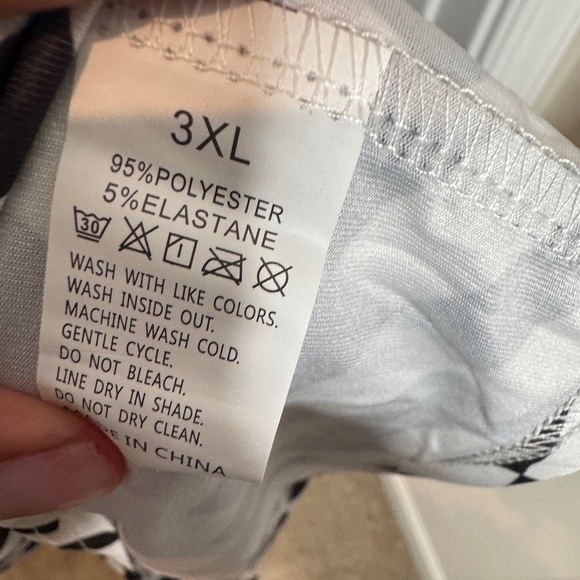 3XL
95%POLYESTER
5%ELASTANE
30
WASH WITH LIKE COLORS.
WASH INSIDE OUT.
MACHINE WASH COLD.
GENTLE CYCLE.
DO NOT BLEACH.
LINE DRY IN SHADE.
DO NOT DRY CLEAN.
IN CHINA